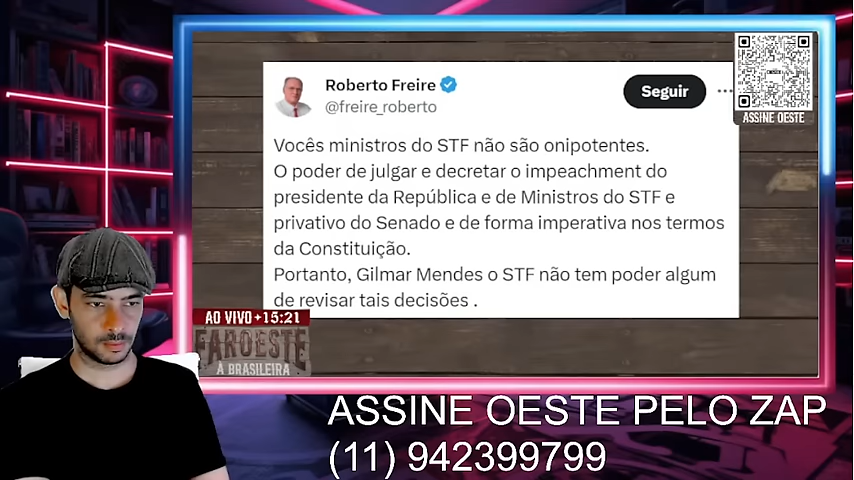 Roberto Freire
@freire_roberto
Seguir
ASSINE OESTE
Vocês ministros do STF não são onipotentes.
O poder de julgar e decretar o impeachment do
presidente da República e de Ministros do STF e
privativo do Senado e de forma imperativa nos termos
da Constituição.
Portanto, Gilmar Mendes o STF não tem poder algum
de revisar tais decisões .
AO VIVO+15:21
FAROESTE
À BRASILEIRA
ASSINE OESTE PELO ZAP
(11) 942399799